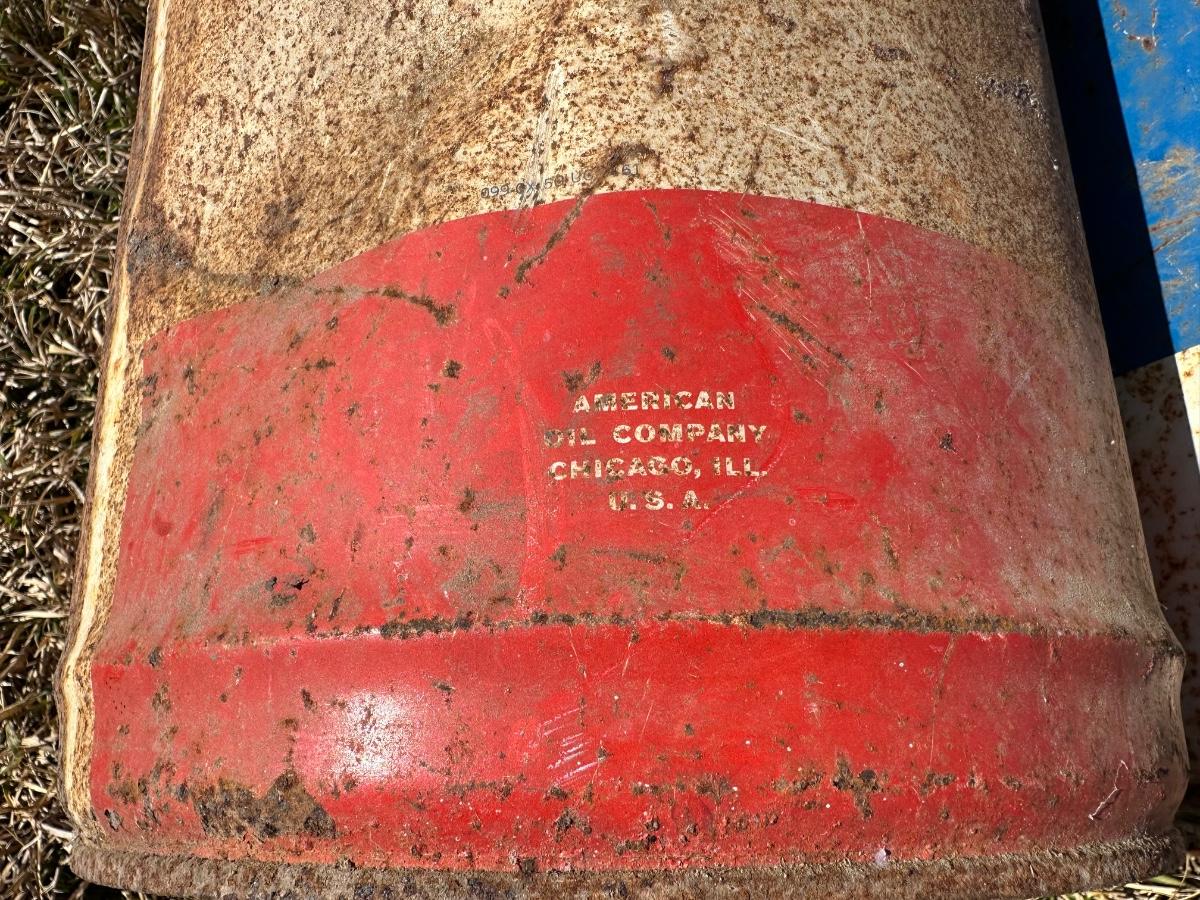 AMERICAN
OIL COMPANY
CHICAGO, ILL.
U.S.A.